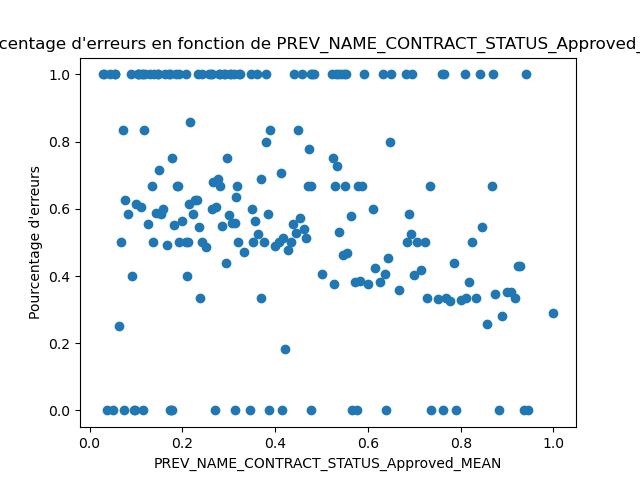 centage d'erreurs en fonction de PREV_NAME_CONTRACT_STATUS_Approved_
1.0
0.8
0.6
0.4
0.2
0.0
Pourcentage d'erreurs
0.0 0.2 0.4 0.6 0.8 1.0
PREV_NAME_CONTRACT_STATUS_Approved_MEAN